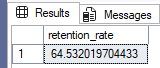 Results Messages
retention_rate
1 64.532019704433